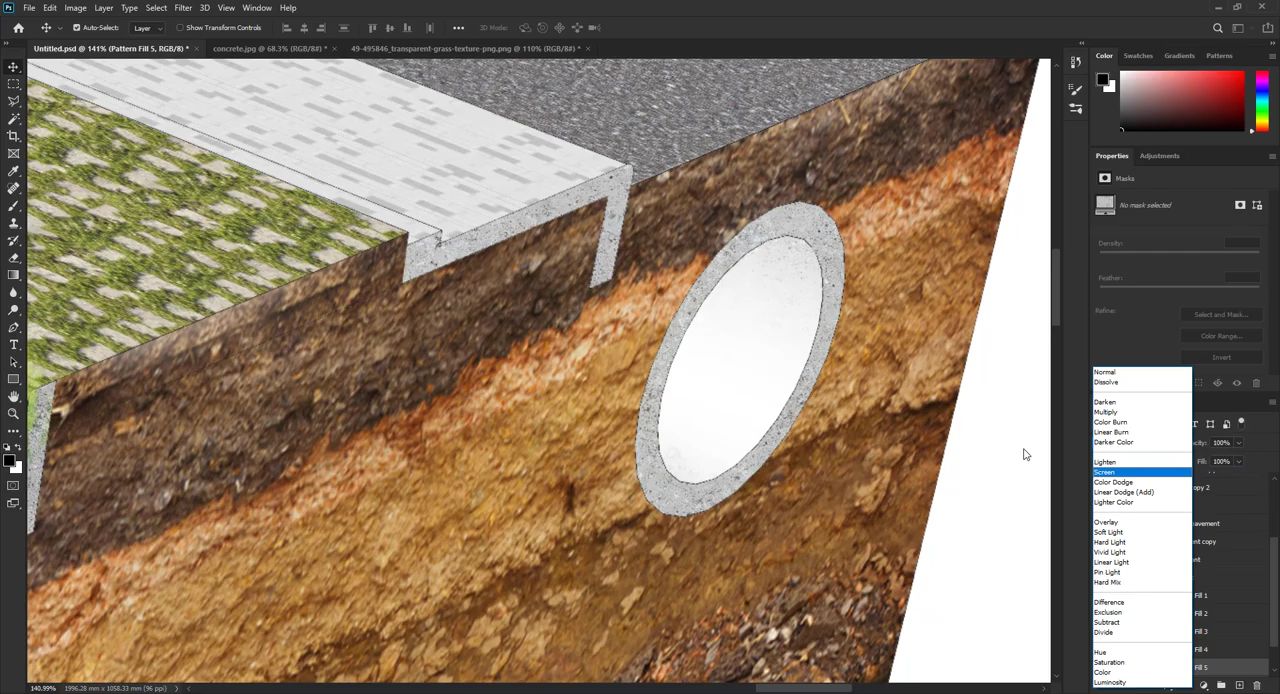 Ps File Edit Image Layer Type Select Filter 3D View Window Help
Auto-Select: Layer Show Transform Controls 3D Mode:
Untitled.psd @ 141% (Pattern Fill 5, RGB/8) * × concrete.jpg @ 68.3% (RGB/8#) * × 49-495846_transparent-grass-texture-png.png @ 110% (RGB/8#) * ×
Color Swatches Gradients Patterns
Properties Adjustments
Masks
No mask selected
Density:
Feather:
Refine:
Select and Mask...
Color Range...
Invert
Normal
Dissolve
Darken
Multiply
Color Burn
Linear Burn
Darker Color
Lighten
Screen
Color Dodge
Linear Dodge (Add)
Lighter Color
Overlay
Soft Light
Hard Light
Vivid Light
Linear Light
Pin Light
Hard Mix
Difference
Exclusion
Subtract
Divide
Hue
Saturation
Color
Luminosity
acity: 100%
Fill: 100%
opy 2
avement
ent copy
ent
Fill 1
Fill 2
Fill 3
Fill 4
Fill 5
140.99% 1996.28 mm x 1058.33 mm (96 ppi)